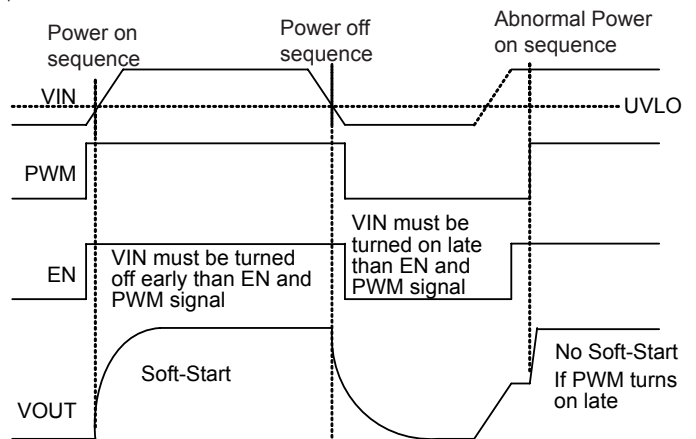 Power on
sequence
Power off
sequence
Abnormal Power
on sequence
VIN
UVLO
PWM
EN
VIN must be turned
off early than EN and
PWM signal
VIN must be
turned on late
than EN and
PWM signal
VOUT
Soft-Start
No Soft-Start
If PWM turns
on late